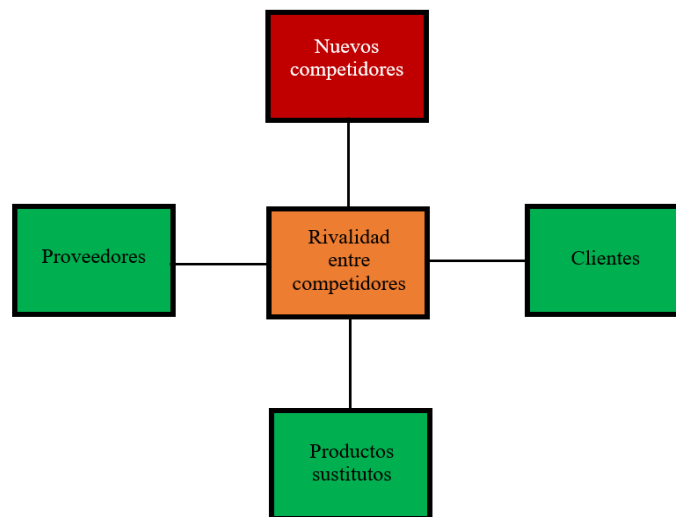 Nuevos
competidores
Proveedores
Rivalidad
entre
competidores
Clientes
Productos
sustitutos